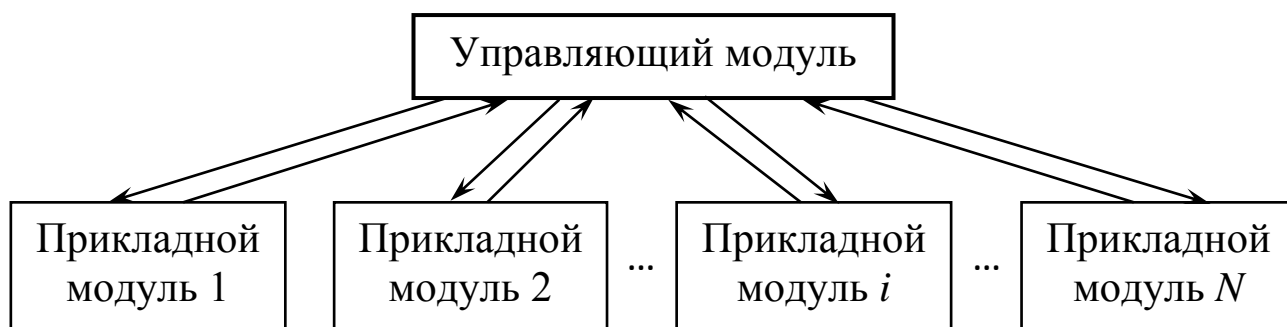 Управляющий модуль
Прикладной модуль 1
Прикладной модуль 2
...
Прикладной модуль i
...
Прикладной модуль N